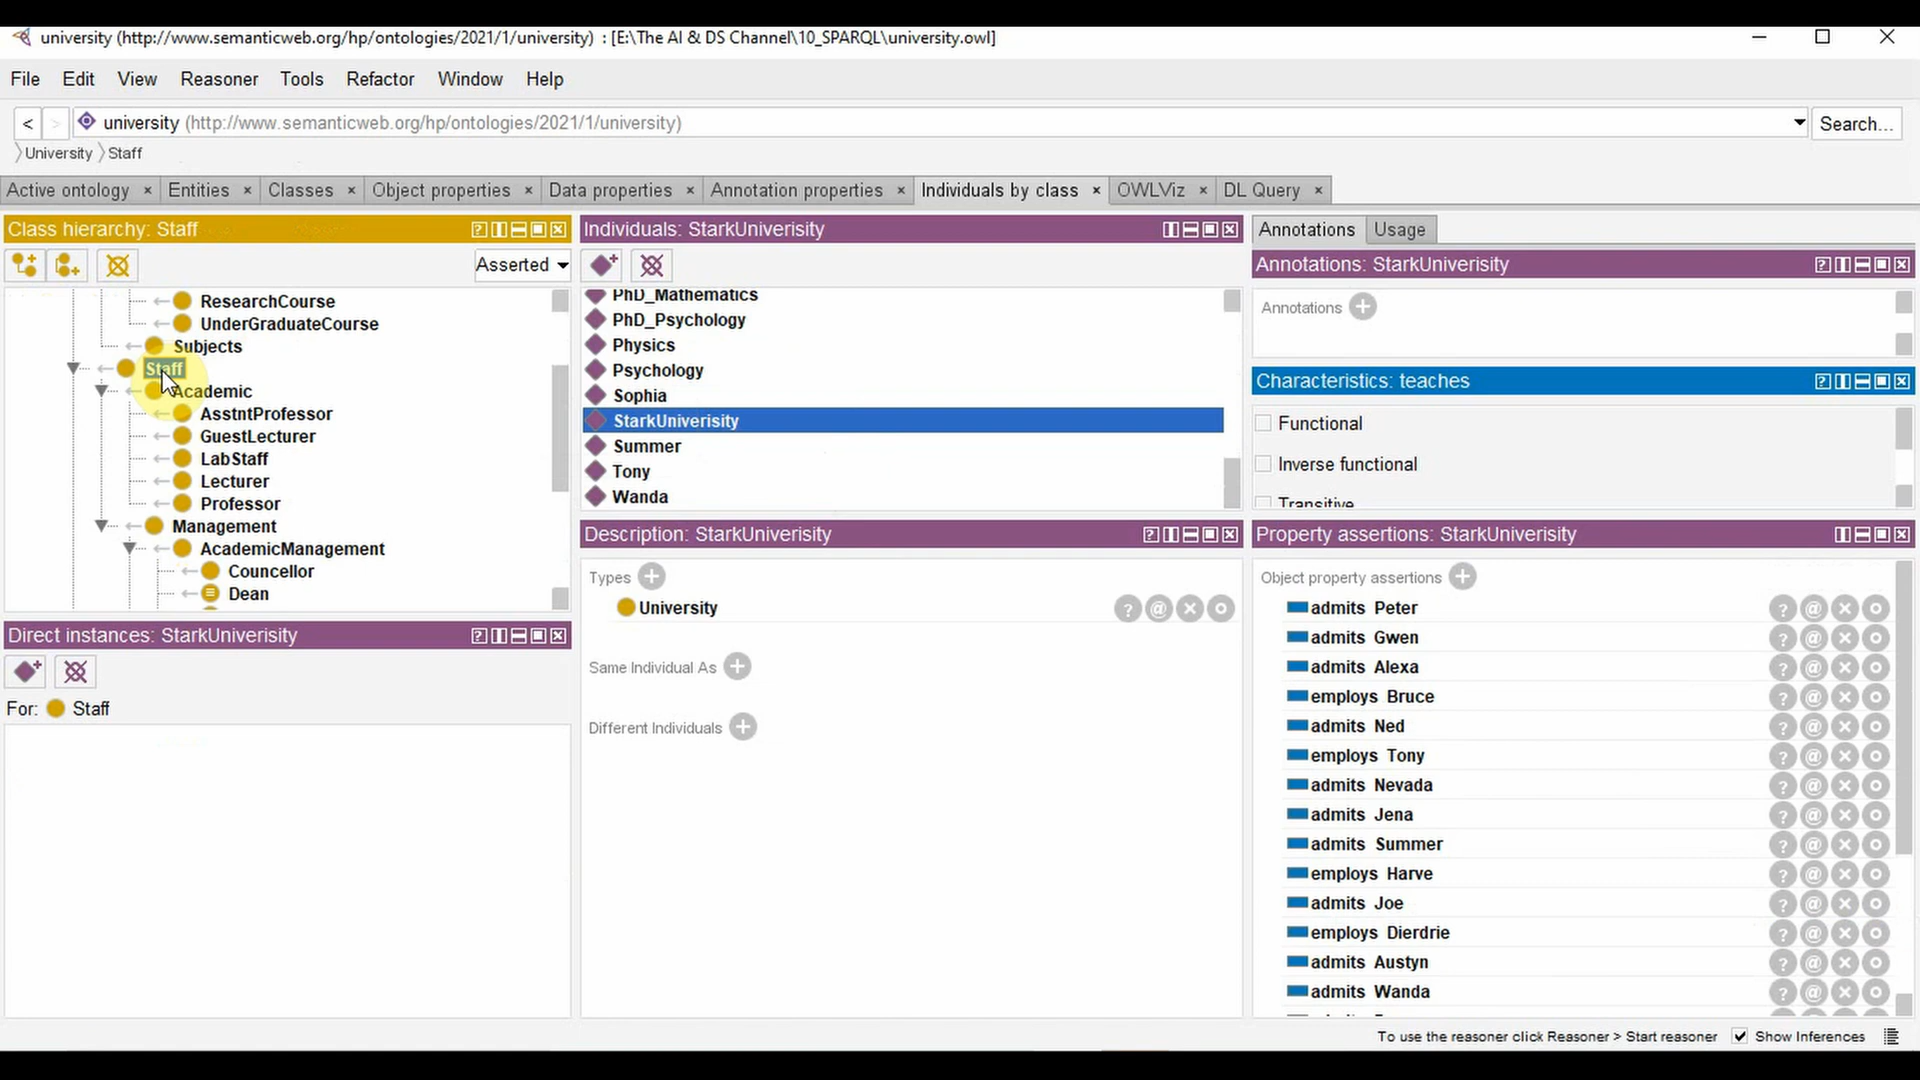 university (http://www.semanticweb.org/hp/ontologies/2021/1/university) : [E:\The AI & DS Channel\10_SPARQL\university.owl]
File Edit View Reasoner Tools Refactor Window Help
< > university (http://www.semanticweb.org/hp/ontologies/2021/1/university) Search...
University Staff
Active ontology × Entities × Classes × Object properties × Data properties × Annotation properties × Individuals by class × OWLViz × DL Query ×
Class hierarchy: Staff
Asserted
ResearchCourse
UnderGraduateCourse
Subjects
Staff
Academic
AsstntProfessor
GuestLecturer
LabStaff
Lecturer
Professor
Management
AcademicManagement
Councellor
Dean
Direct instances: StarkUniverisity
For: Staff
Individuals: StarkUniverisity
PhD_Mathematics
PhD_Psychology
Physics
Psychology
Sophia
StarkUniverisity
Summer
Tony
Wanda
Description: StarkUniverisity
Types
University
Same Individual As
Different Individuals
Annotations Usage
Annotations: StarkUniverisity
Annotations
Characteristics: teaches
Functional
Inverse functional
Transitive
Property assertions: StarkUniverisity
Object property assertions
admits Peter
admits Gwen
admits Alexa
employs Bruce
admits Ned
employs Tony
admits Nevada
admits Jena
admits Summer
employs Harve
admits Joe
employs Dierdrie
admits Austyn
admits Wanda
To use the reasoner click Reasoner > Start reasoner Show Inferences